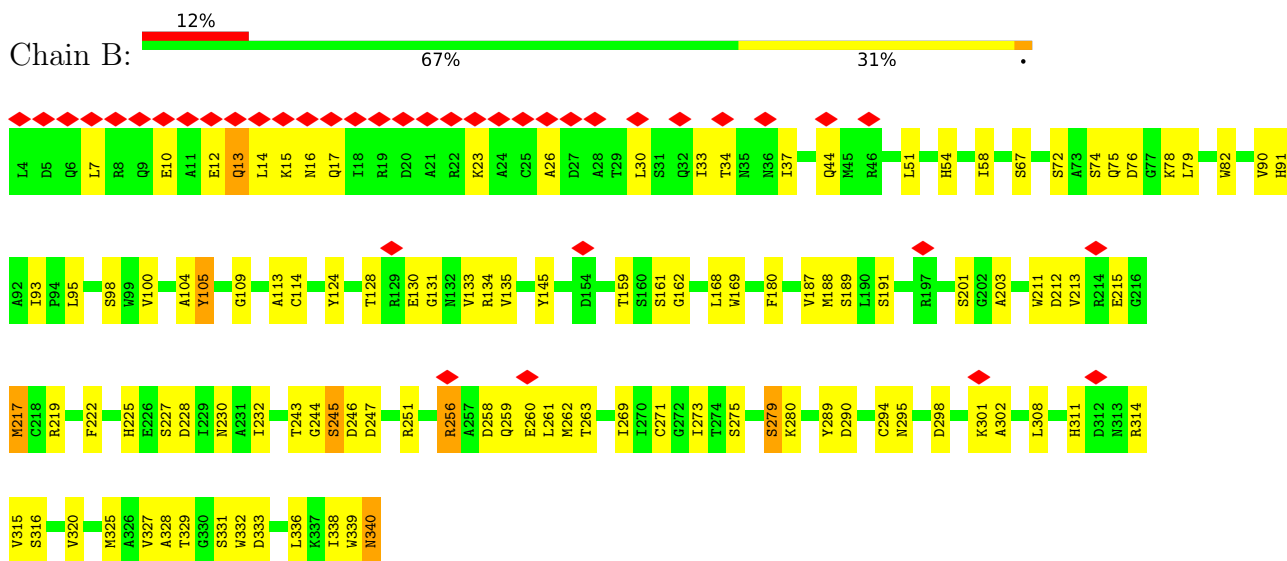 12%
Chain B:
67% 31% •
L4 D5 Q6 L7 R8 Q9 E10 A11 E12 Q13 L14 K15 N16 Q17 I18 R19 D20 A21 R22 K23 A24 C25 A26 D27 A28 T29 L30 S31 Q32 I33 T34 N35 N36 I37 Q44 M45 R46 L51 H54 I58 S67 S72 A73 S74 Q75 D76 G77 K78 L79 W82 V90 H91
A92 I93 P94 L95 S98 W99 V100 A104 Y105 G109 A113 C114 Y124 T128 R129 E130 G131 N132 V133 R134 V135 Y145 D154 T159 S160 S161 G162 L168 W169 F180 V187 M188 S189 L190 S191 R197 S201 G202 A203 W211 D212 V213 R214 E215 G216
M217 C218 R219 F222 H225 E226 S227 D228 I229 N230 A231 I232 T243 G244 S245 D246 D247 R251 R256 A257 D258 Q259 E260 L261 M262 T263 I269 I270 C271 G272 I273 T274 S275 S279 K280 Y289 D290 C294 N295 D298 K301 A302 L308 H311 D312 N313 R314
V315 S316 V320 M325 A326 V327 A328 T329 G330 S331 W332 D333 L336 K337 I338 W339 N340